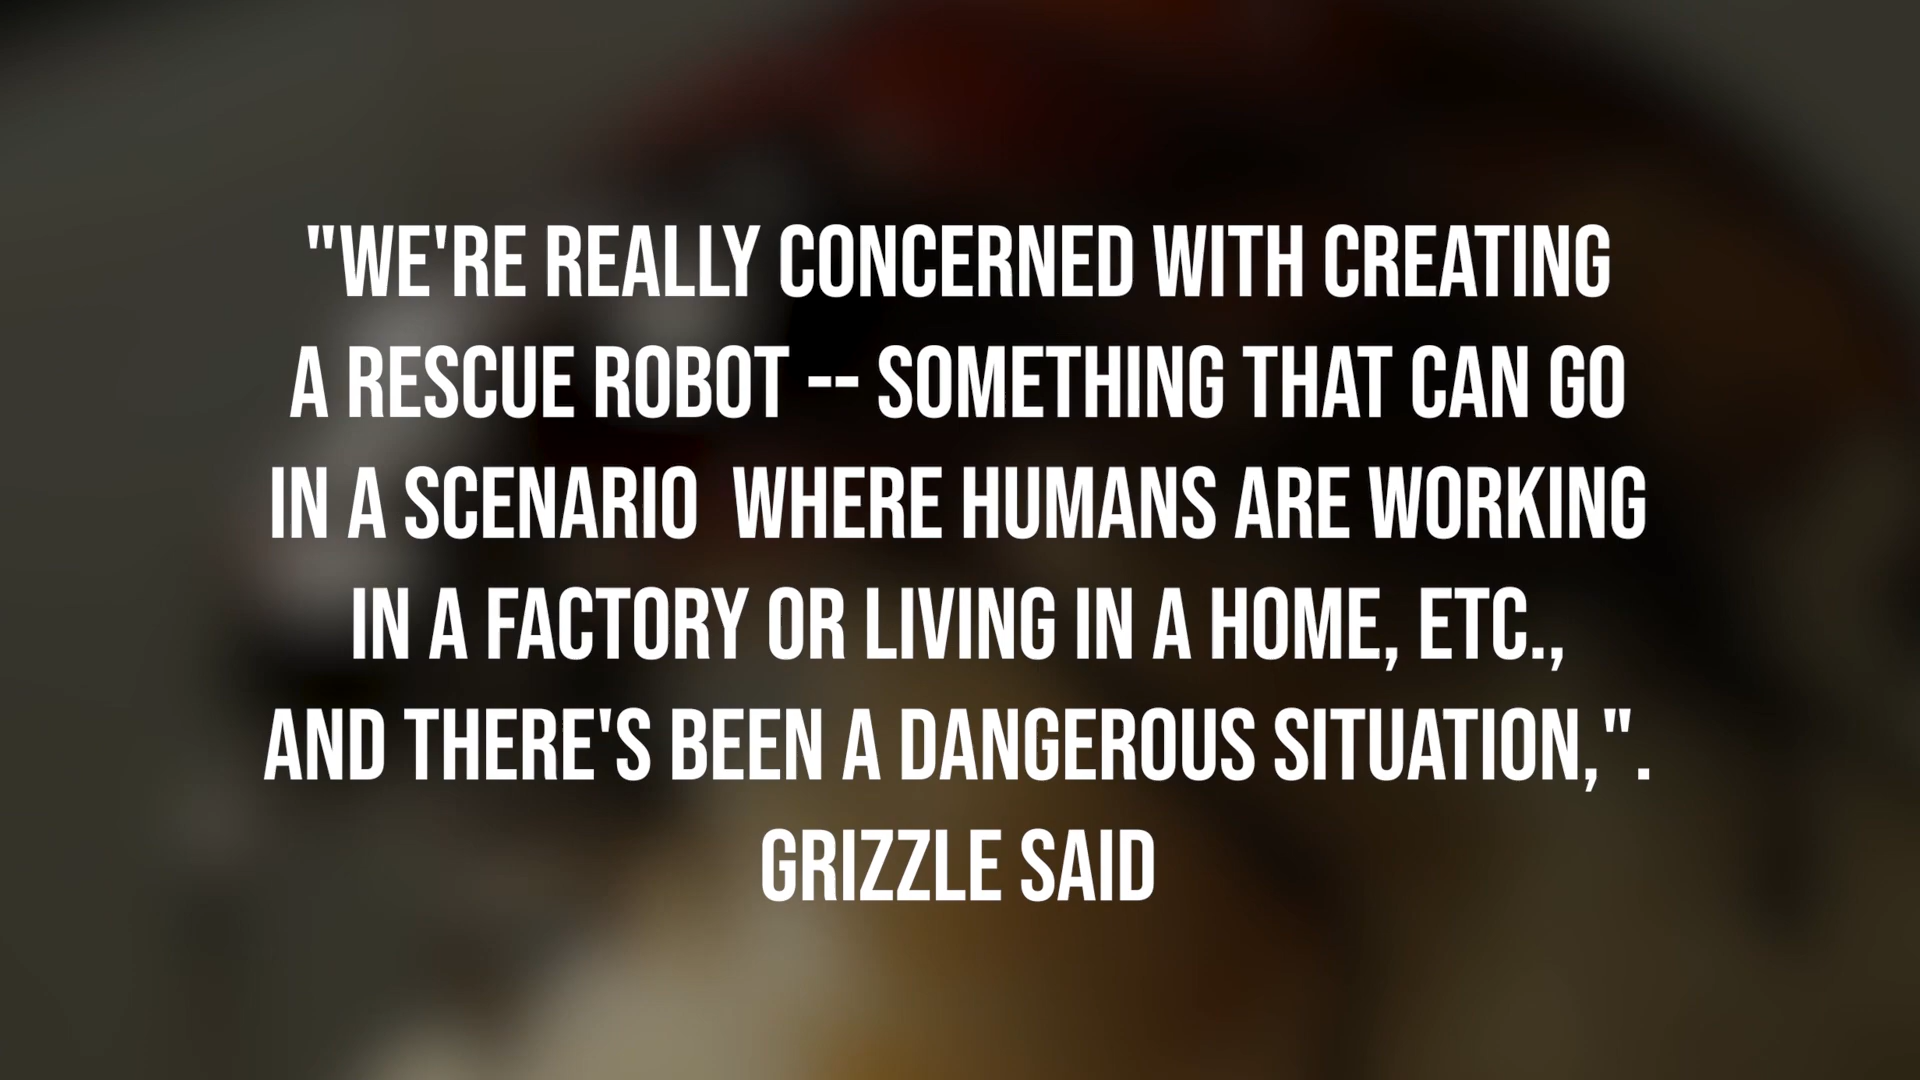 "WE'RE REALLY CONCERNED WITH CREATING
A RESCUE ROBOT -- SOMETHING THAT CAN GO
IN A SCENARIO  WHERE HUMANS ARE WORKING
IN A FACTORY OR LIVING IN A HOME, ETC.,
AND THERE'S BEEN A DANGEROUS SITUATION,".
GRIZZLE SAID